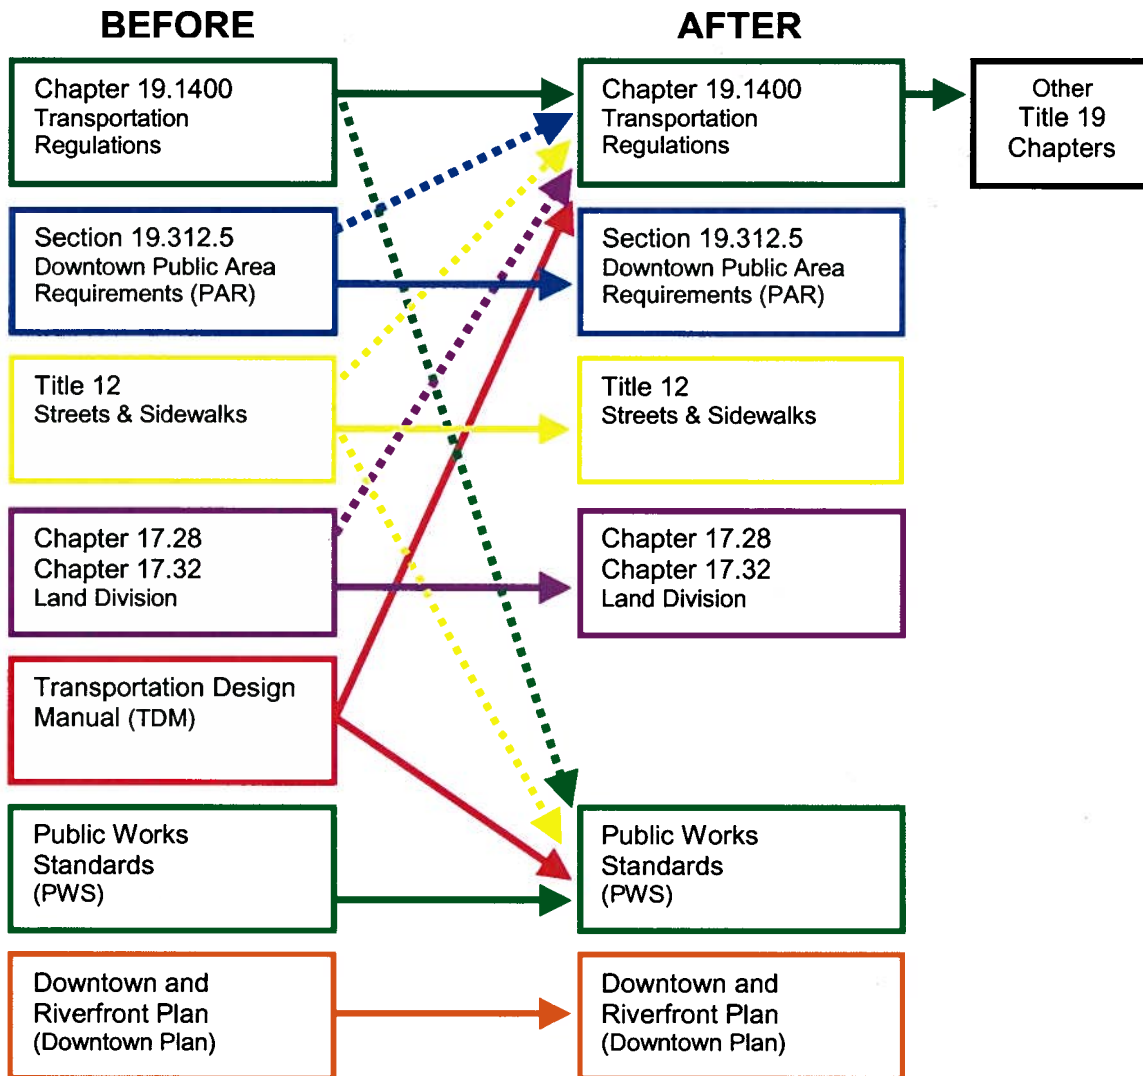 BEFORE
Chapter 19.1400
Transportation
Regulations
Section 19.312.5
Downtown Public Area
Requirements (PAR)
Title 12
Streets & Sidewalks
Chapter 17.28
Chapter 17.32
Land Division
Transportation Design
Manual (TDM)
Public Works
Standards
(PWS)
Downtown and
Riverfront Plan
(Downtown Plan)
AFTER
Chapter 19.1400
Transportation
Regulations
Section 19.312.5
Downtown Public Area
Requirements (PAR)
Title 12
Streets & Sidewalks
Chapter 17.28
Chapter 17.32
Land Division
Public Works
Standards
(PWS)
Downtown and
Riverfront Plan
(Downtown Plan)
Other
Title 19
Chapters